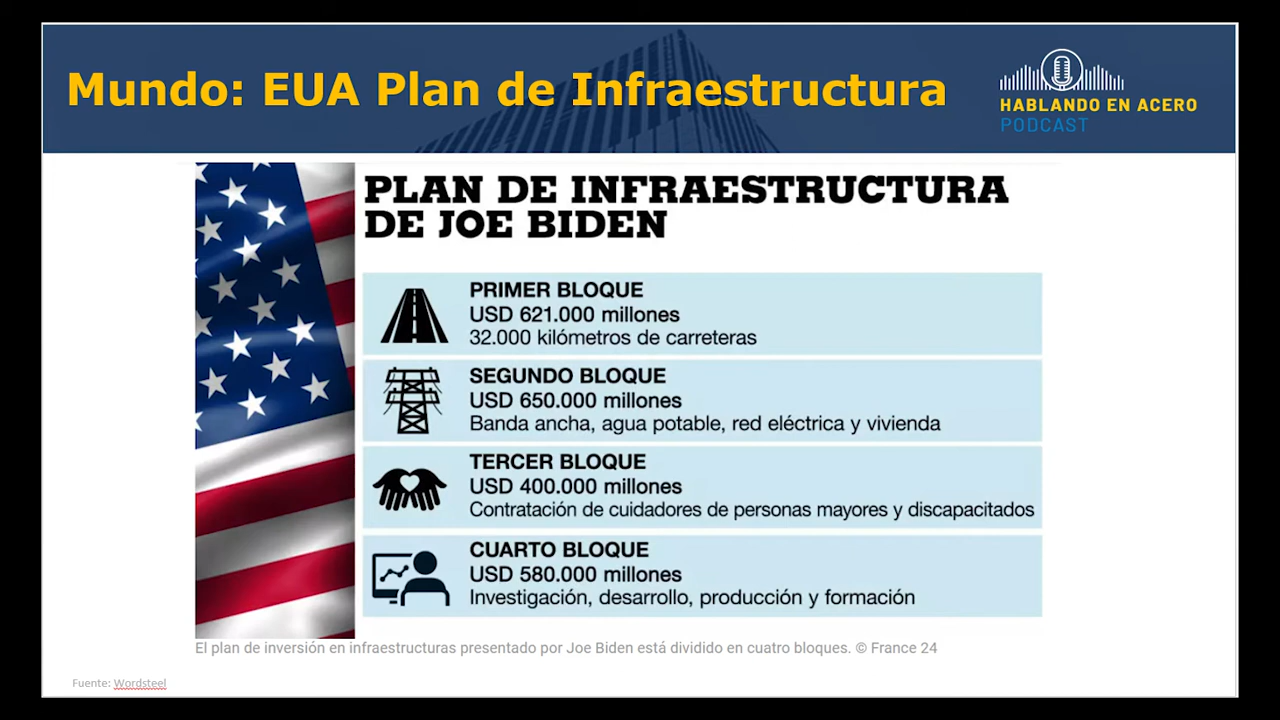 Mundo: EUA Plan de Infraestructura
HABLANDO EN ACERO
PODCAST
PLAN DE INFRAESTRUCTURA
DE JOE BIDEN
PRIMER BLOQUE
USD 621.000 millones
32.000 kilómetros de carreteras
SEGUNDO BLOQUE
USD 650.000 millones
Banda ancha, agua potable, red eléctrica y vivienda
TERCER BLOQUE
USD 400.000 millones
Contratación de cuidadores de personas mayores y discapacitados
CUARTO BLOQUE
USD 580.000 millones
Investigación, desarrollo, producción y formación
El plan de inversión en infraestructuras presentado por Joe Biden está dividido en cuatro bloques. © France 24
Fuente: Wordsteel